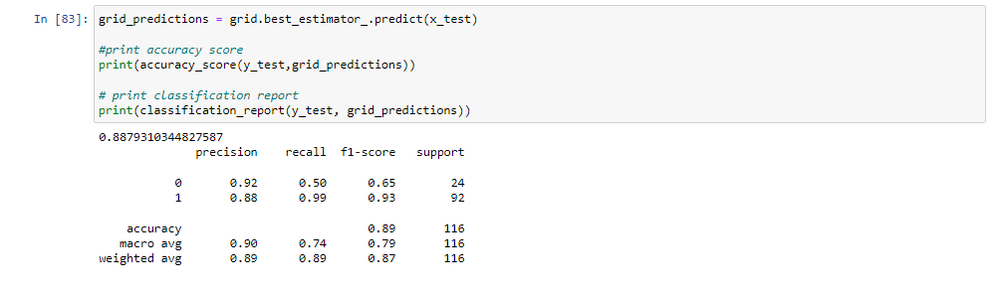 In [83]: grid_predictions = grid.best_estimator_.predict(x_test)
#print accuracy score
print(accuracy_score(y_test,grid_predictions))
# print classification report
print(classification_report(y_test, grid_predictions))
0.8879310344827587
precision recall f1-score support
0 0.92 0.50 0.65 24
1 0.88 0.99 0.93 92
accuracy 0.89 116
macro avg 0.90 0.74 0.79 116
weighted avg 0.89 0.89 0.87 116